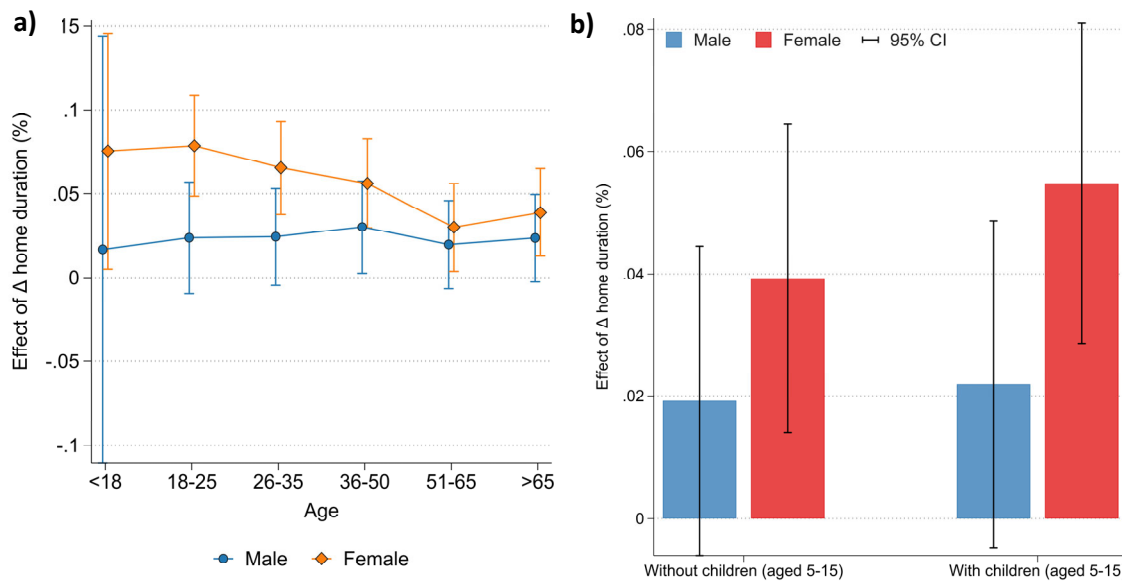 a)
Effect of Δ home duration (%)
15
.1
.05
0
-.05
-.1
<18
18-25
26-35
36-50
51-65
>65
Age
Male
Female
b)
Effect of Δ home duration (%)
Male
Female
95% CI
.08
.06
.04
.02
0
Without children (aged 5-15)
With children (aged 5-15